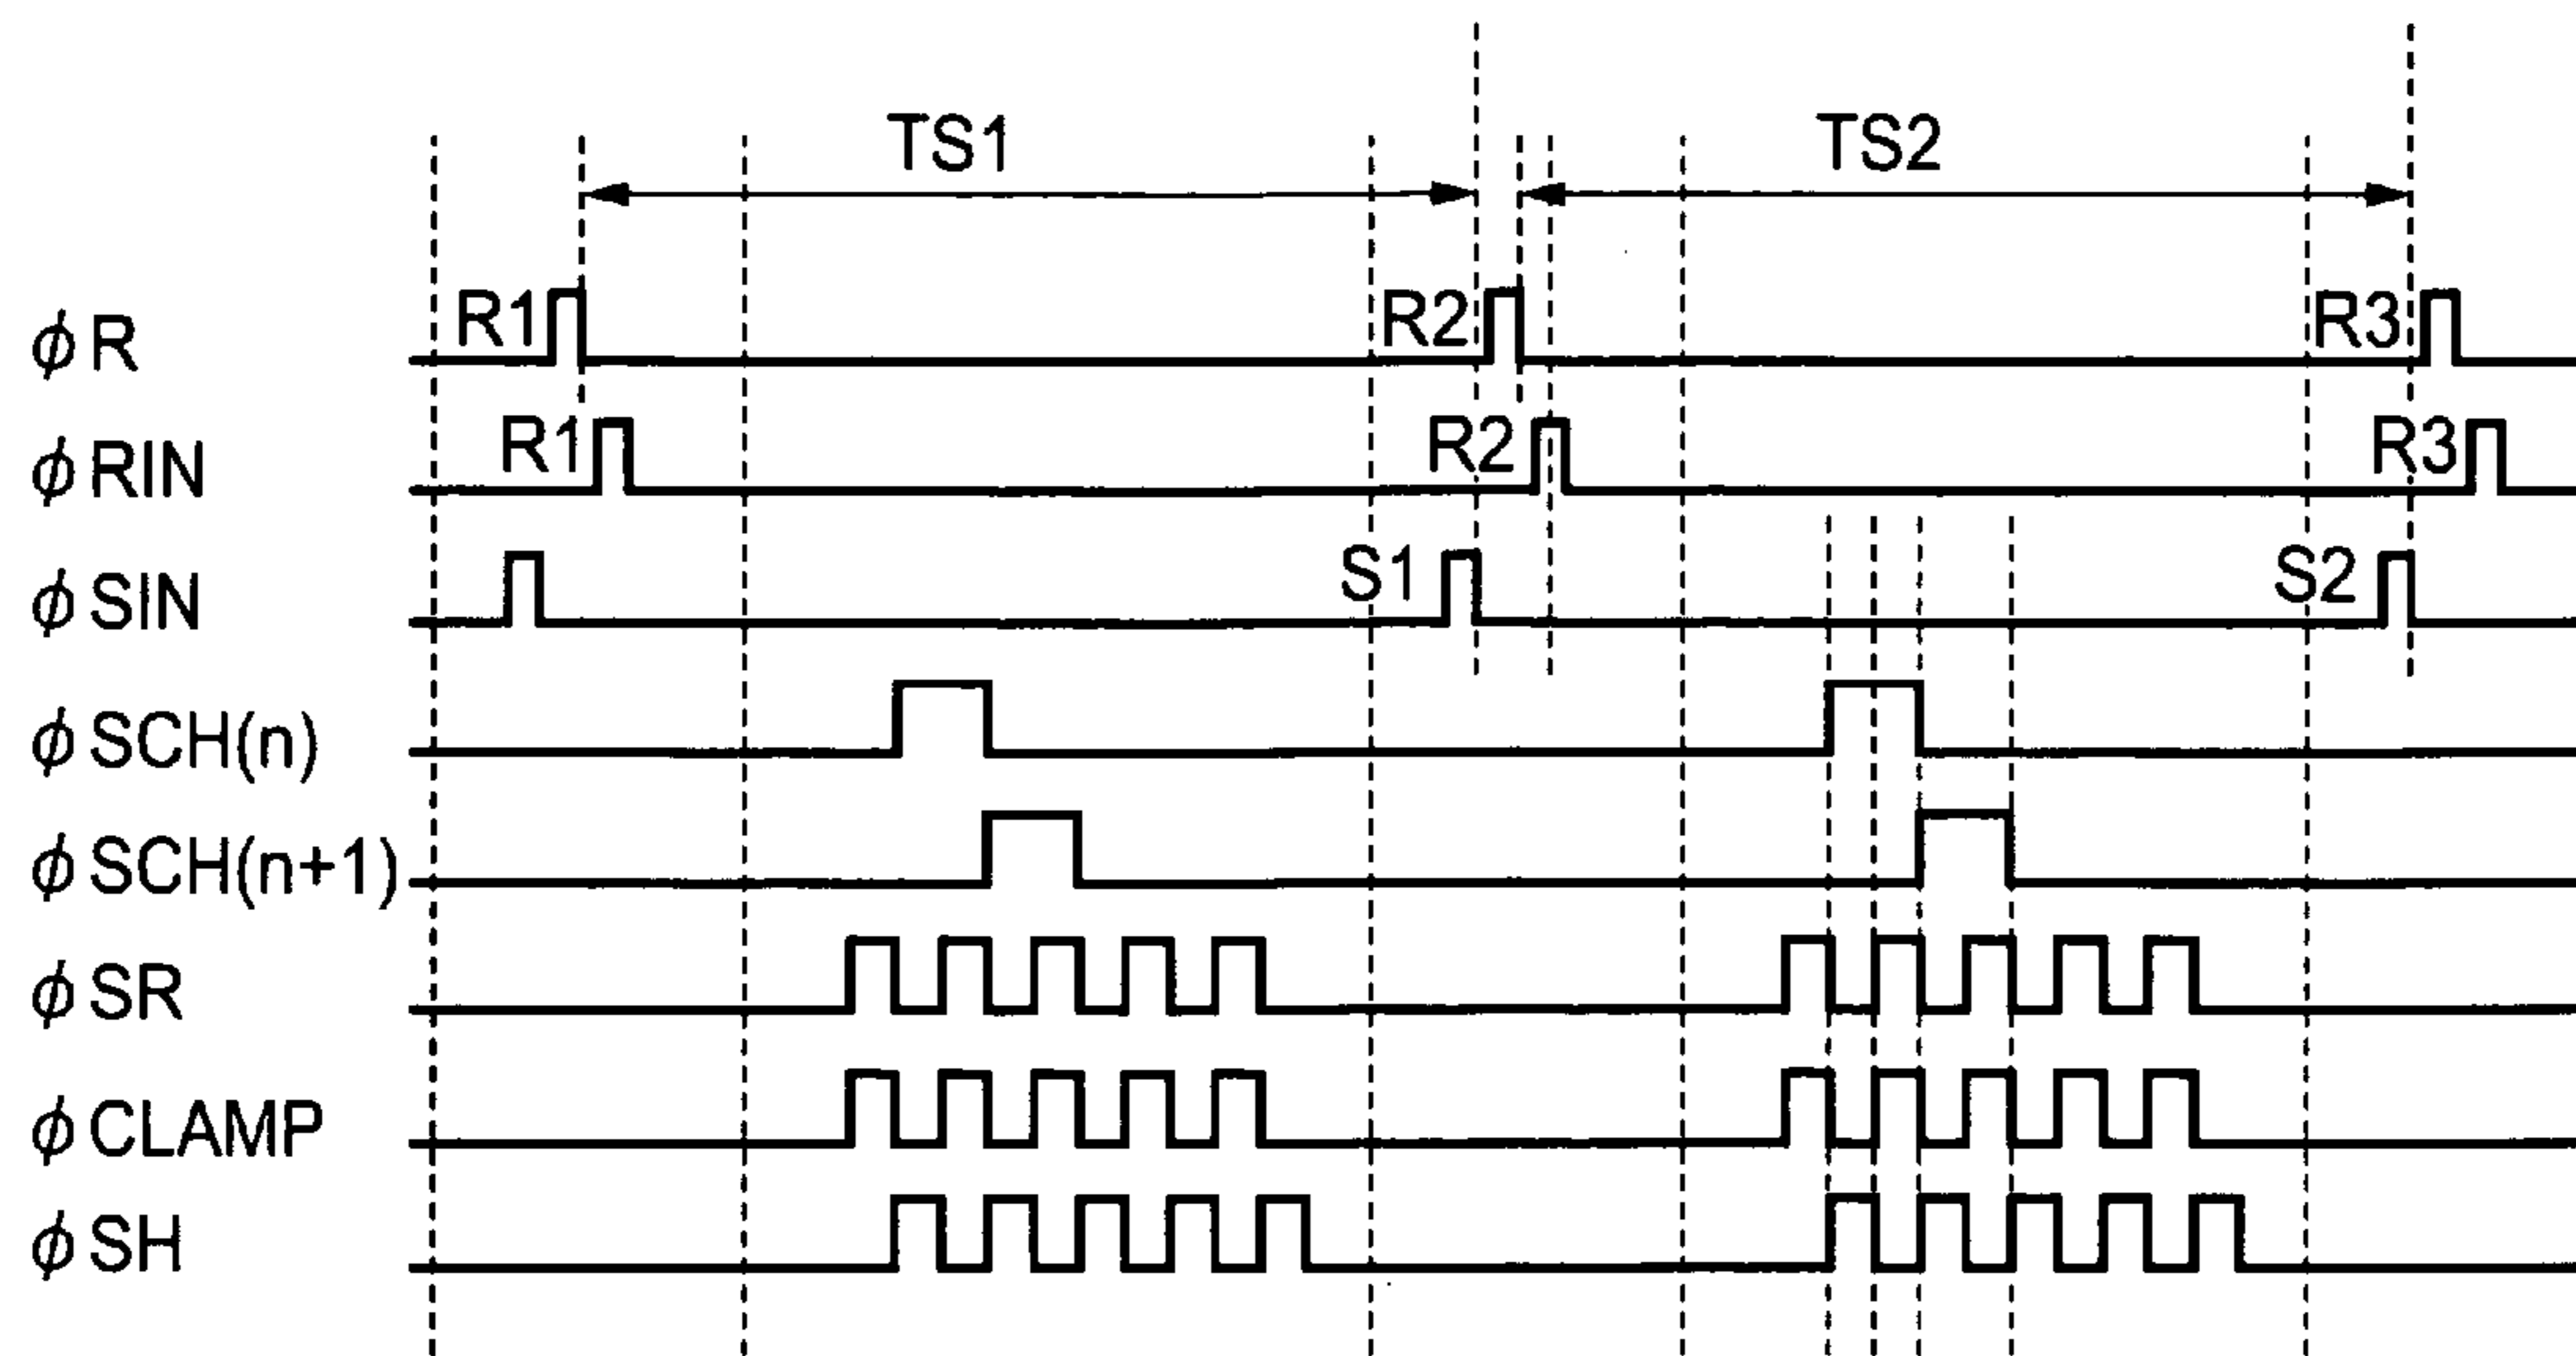 TS1 TS2
φR R1 R2 R3
φRIN R1 R2 R3
φSIN S1 S2
φSCH(n)
φSCH(n+1)
φSR
φCLAMP
φSH